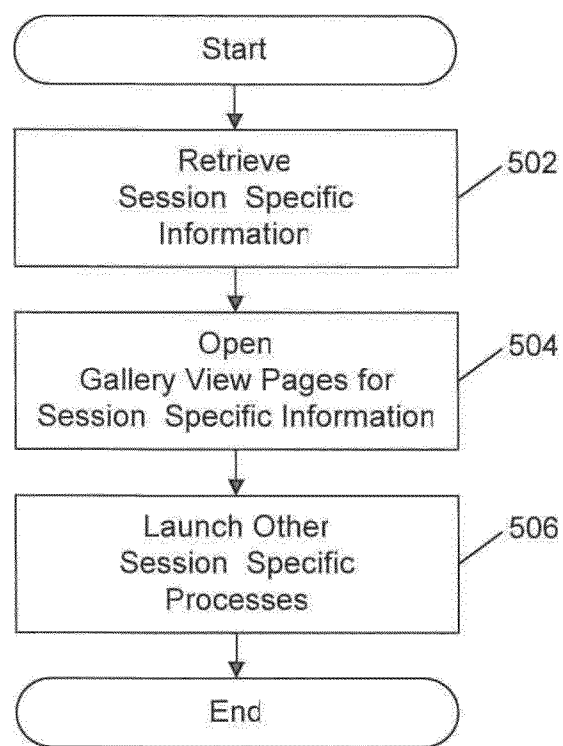 Start
Retrieve
Session Specific
Information
502
Open
Gallery View Pages for
Session Specific Information
504
Launch Other
Session Specific
Processes
506
End